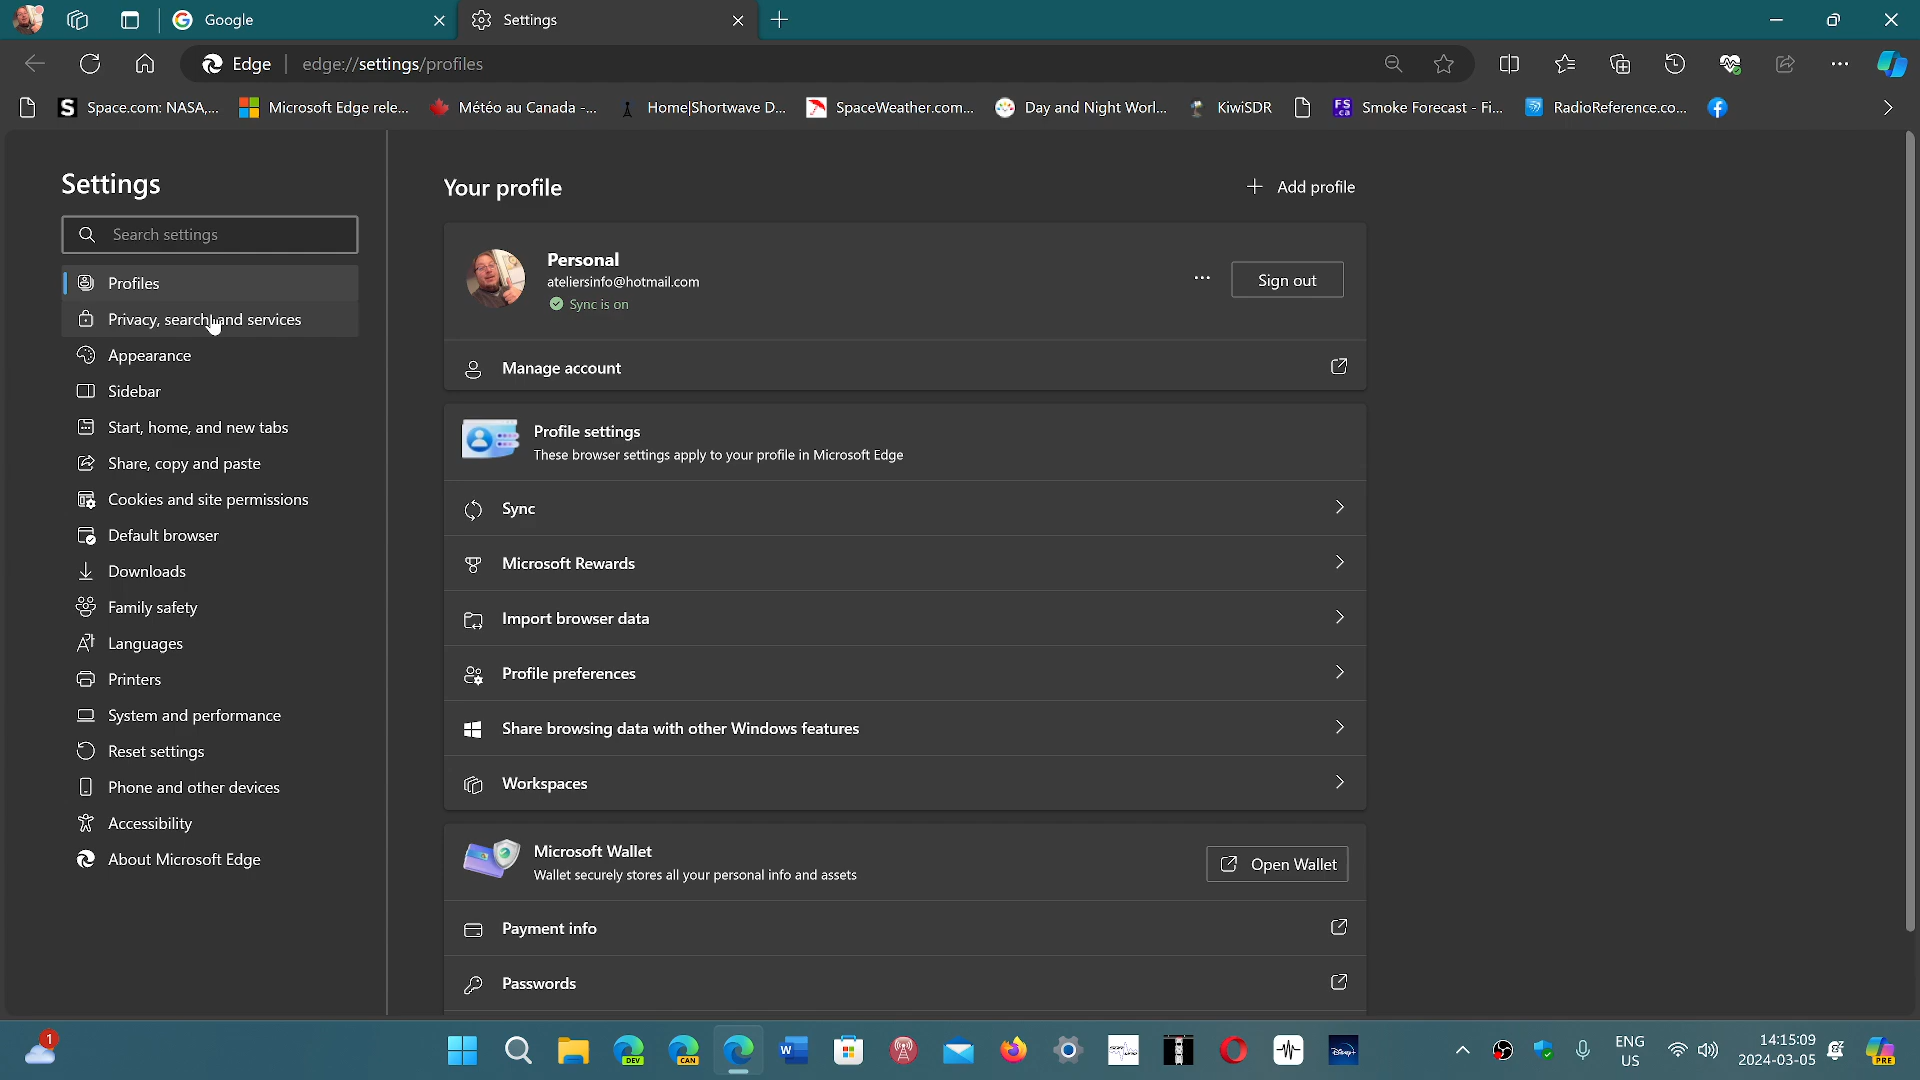 Google
Settings
Edge
edge://settings/profiles
Space.com: NASA,...
Microsoft Edge rele...
Météo au Canada -...
Home|Shortwave D...
SpaceWeather.com...
Day and Night Worl...
KiwiSDR
FS.ca
Smoke Forecast - Fi...
RadioReference.co...
Settings
Search settings
Profiles
Privacy, search, and services
Appearance
Sidebar
Start, home, and new tabs
Share, copy and paste
Cookies and site permissions
Default browser
Downloads
Family safety
Languages
Printers
System and performance
Reset settings
Phone and other devices
Accessibility
About Microsoft Edge
Your profile
Add profile
Personal
ateliersinfo@hotmail.com
Sync is on
Sign out
Manage account
Profile settings
These browser settings apply to your profile in Microsoft Edge
Sync
Microsoft Rewards
Import browser data
Profile preferences
Share browsing data with other Windows features
Workspaces
Microsoft Wallet
Wallet securely stores all your personal info and assets
Open Wallet
Payment info
Passwords
1
DEV
CAN
W
Disney+
ENG
US
14:15:09
2024-03-05
PRE